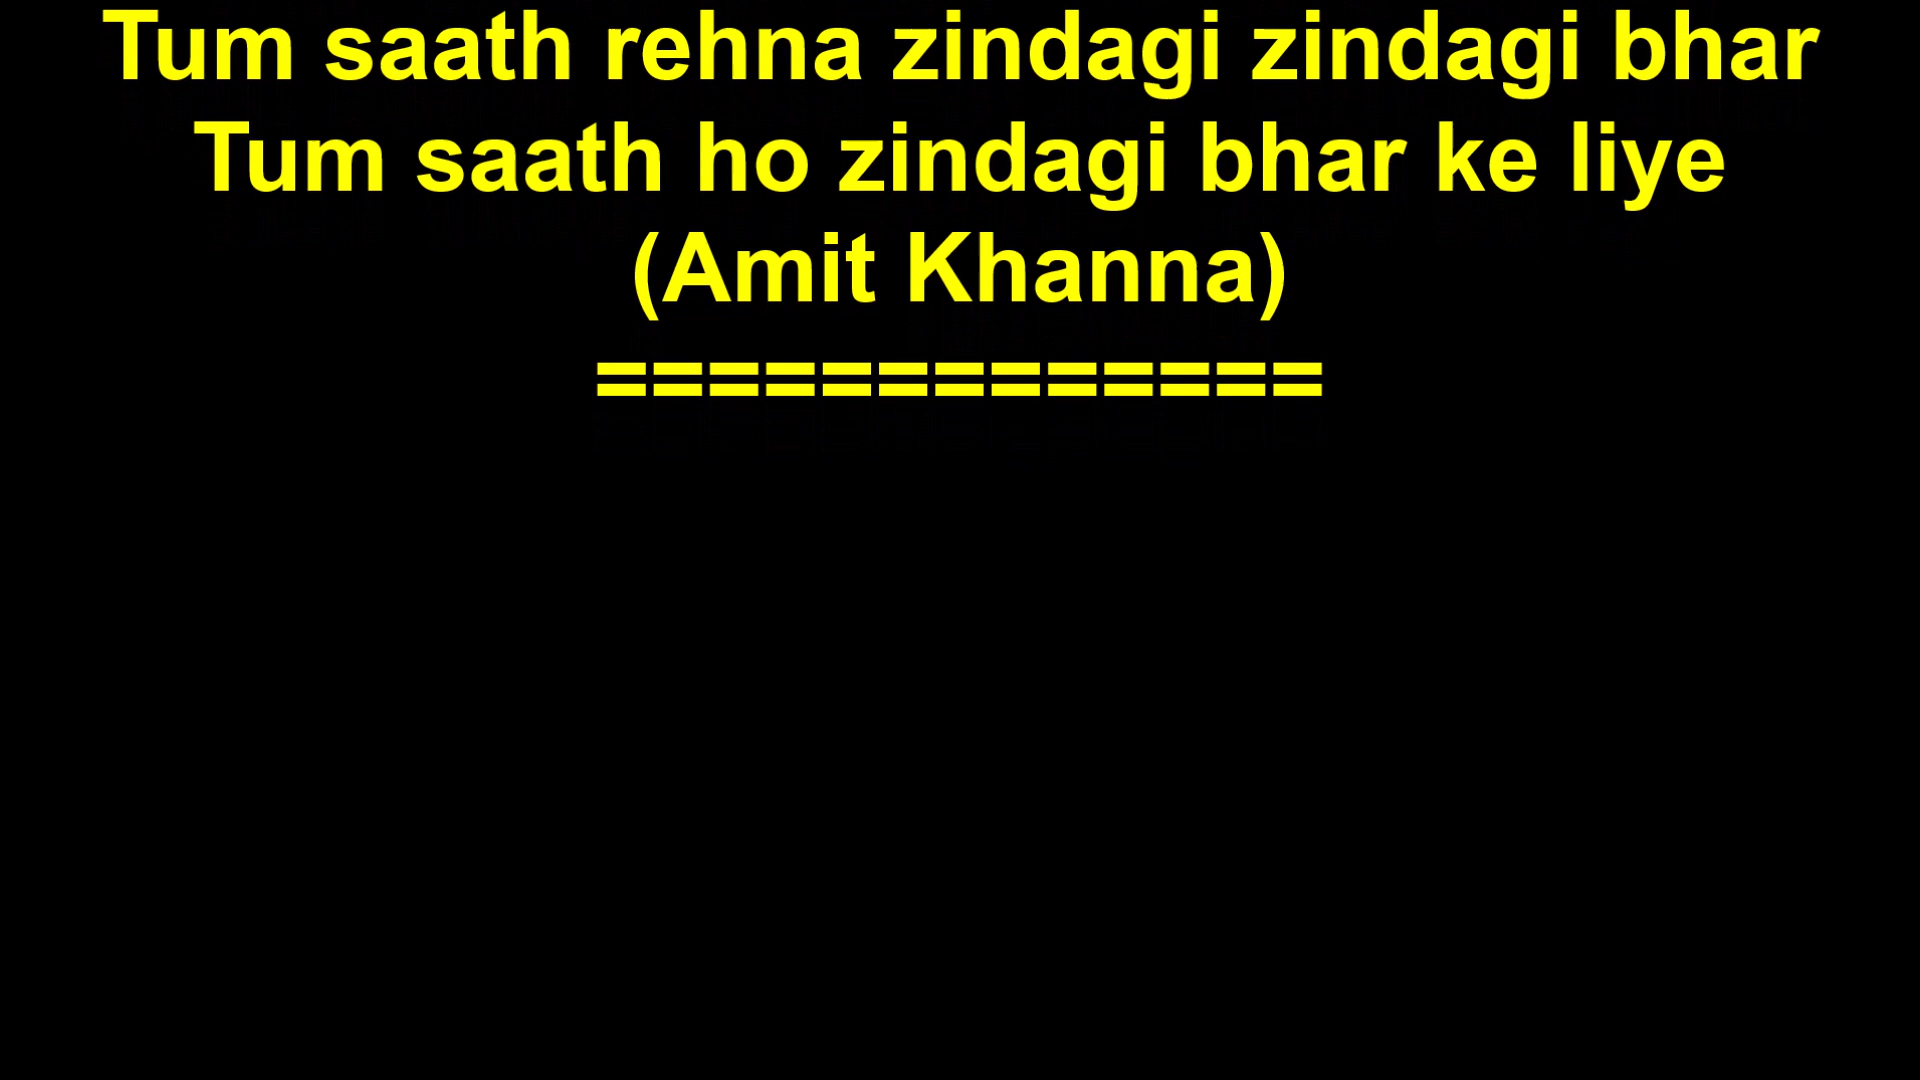 Tum saath rehna zindagi zindagi bhar
Tum saath ho zindagi bhar ke liye
(Amit Khanna)
=============